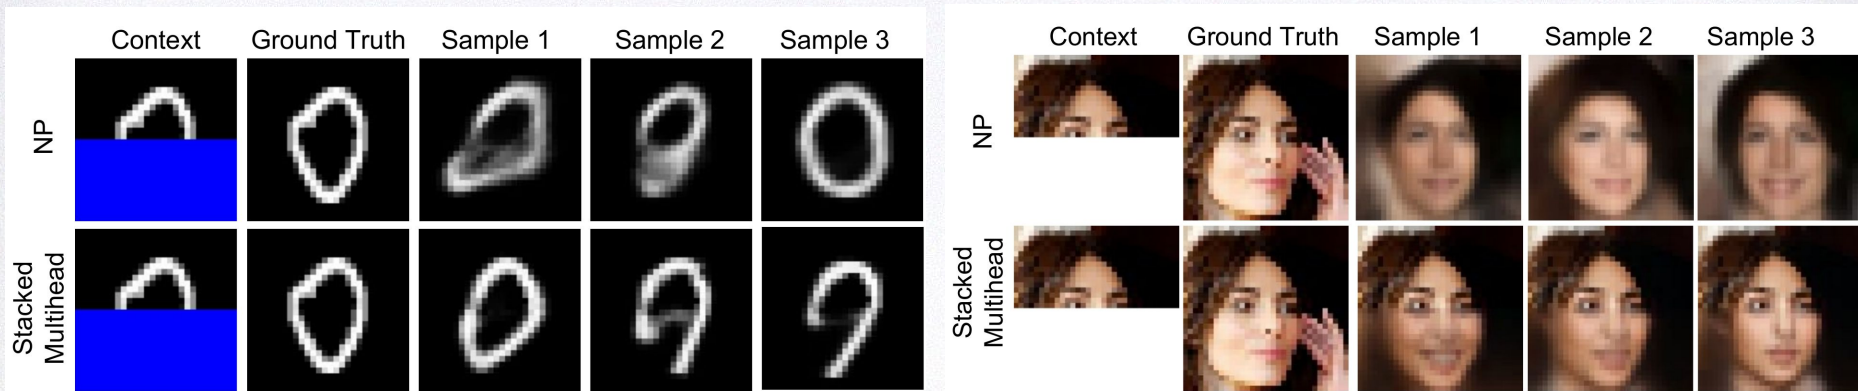 Context Ground Truth Sample 1 Sample 2 Sample 3
NP
Stacked
Multihead
Context Ground Truth Sample 1 Sample 2 Sample 3
NP
Stacked
Multihead